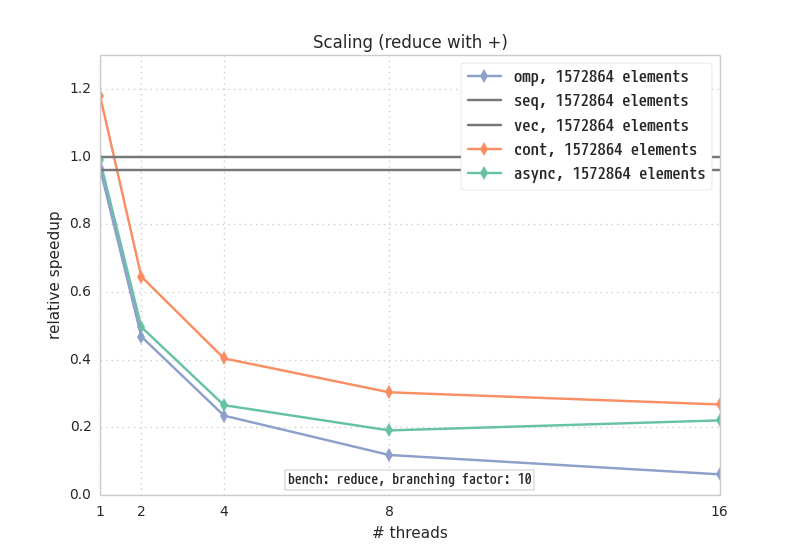 Scaling (reduce with +)
omp, 1572864 elements
seq, 1572864 elements
vec, 1572864 elements
cont, 1572864 elements
async, 1572864 elements
relative speedup
1.2
1.0
0.8
0.6
0.4
0.2
0.0
bench: reduce, branching factor: 10
1 2 4 8 16
# threads